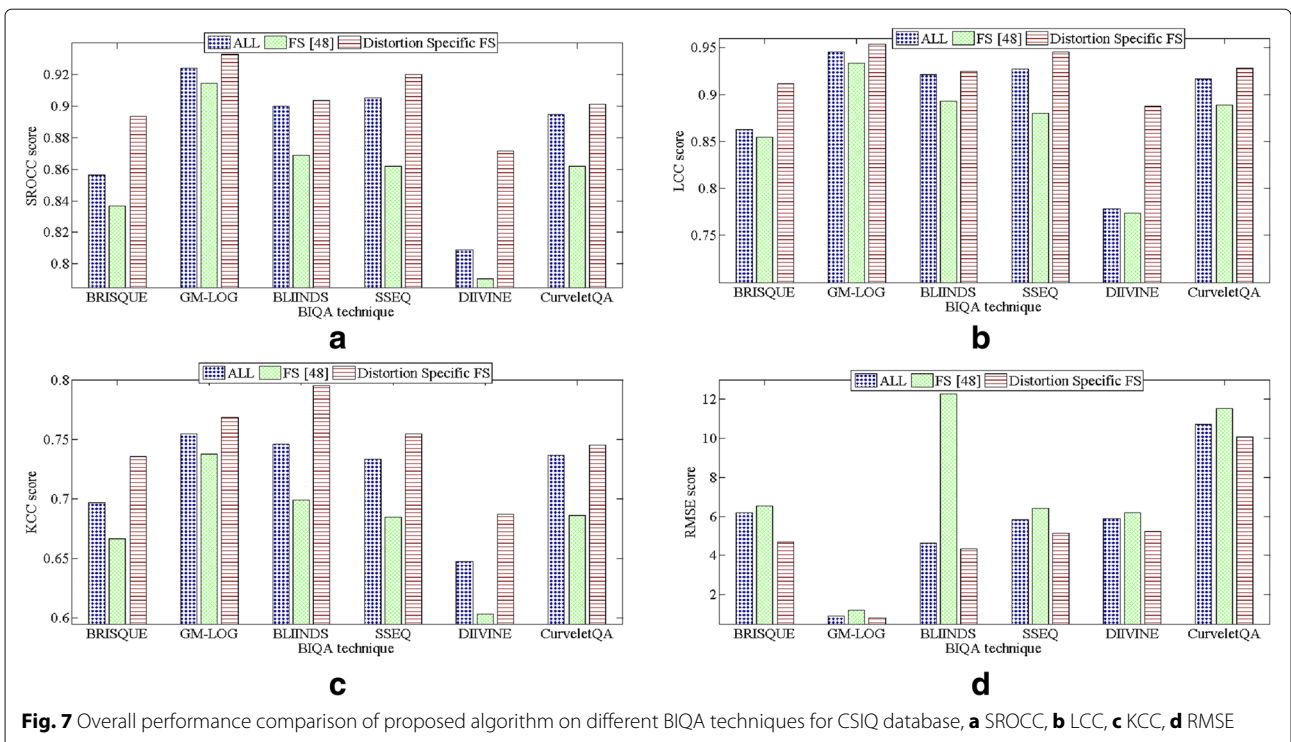 ALL FS [48] Distortion Specific FS
0.92
0.9
0.88
0.86
0.84
0.82
0.8
SROCC score
BRISQUE GM-LOG BLIINDS SSEQ DIIVINE CurveletQA
BIQA technique
a
ALL FS [48] Distortion Specific FS
0.95
0.9
0.85
0.8
0.75
LCC score
BRISQUE GM-LOG BLIINDS SSEQ DIIVINE CurveletQA
BIQA technique
b
ALL FS [48] Distortion Specific FS
0.8
0.75
0.7
0.65
0.6
KCC score
BRISQUE GM-LOG BLIINDS SSEQ DIIVINE CurveletQA
BIQA technique
c
ALL FS [48] Distortion Specific FS
12
10
8
6
4
2
RMSE score
BRISQUE GM-LOG BLIINDS SSEQ DIIVINE CurveletQA
BIQA technique
d
Fig. 7 Overall performance comparison of proposed algorithm on different BIQA techniques for CSIQ database, a SROCC, b LCC, c KCC, d RMSE